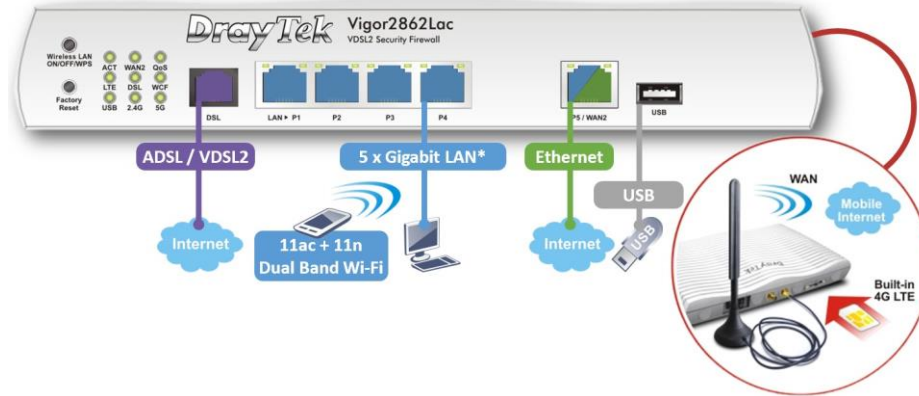 DrayTek Vigor2862Lac
VDSL2 Security Firewall
Wireless LAN
ON/OFF/WPS
Factory
Reset
ACT WAN2 QoS
LTE DSL WCF
USB 2.4G 5G
DSL
LAN ▶ P1 P2 P3 P4
P5 / WAN2
USB
ADSL / VDSL2
5 x Gigabit LAN*
Ethernet
USB
Internet
11ac + 11n
Dual Band Wi-Fi
Internet
USB
WAN
Mobile
Internet
DrayTek
Built-in
4G LTE